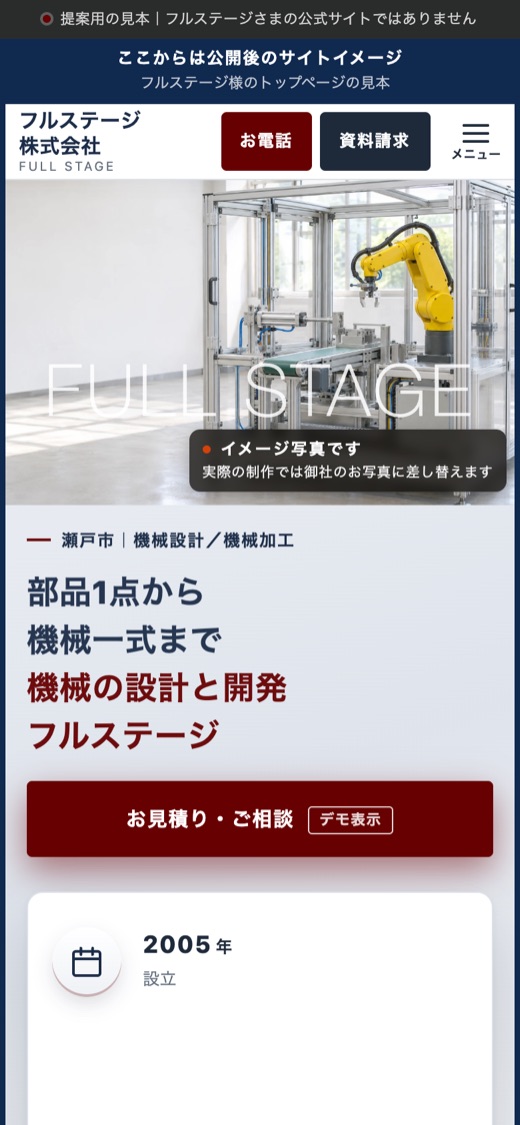 提案用の見本｜フルステージさまの公式サイトではありません
ここからは公開後のサイトイメージ
フルステージ様のトップページの見本
フルステージ
株式会社
FULL STAGE
お電話
資料請求
メニュー
FULL STAGE
イメージ写真です
実際の制作では御社のお写真に差し替えます
瀬戸市｜機械設計／機械加工
部品1点から
機械一式まで
機械の設計と開発
フルステージ
お見積り・ご相談 デモ表示
2005年
設立